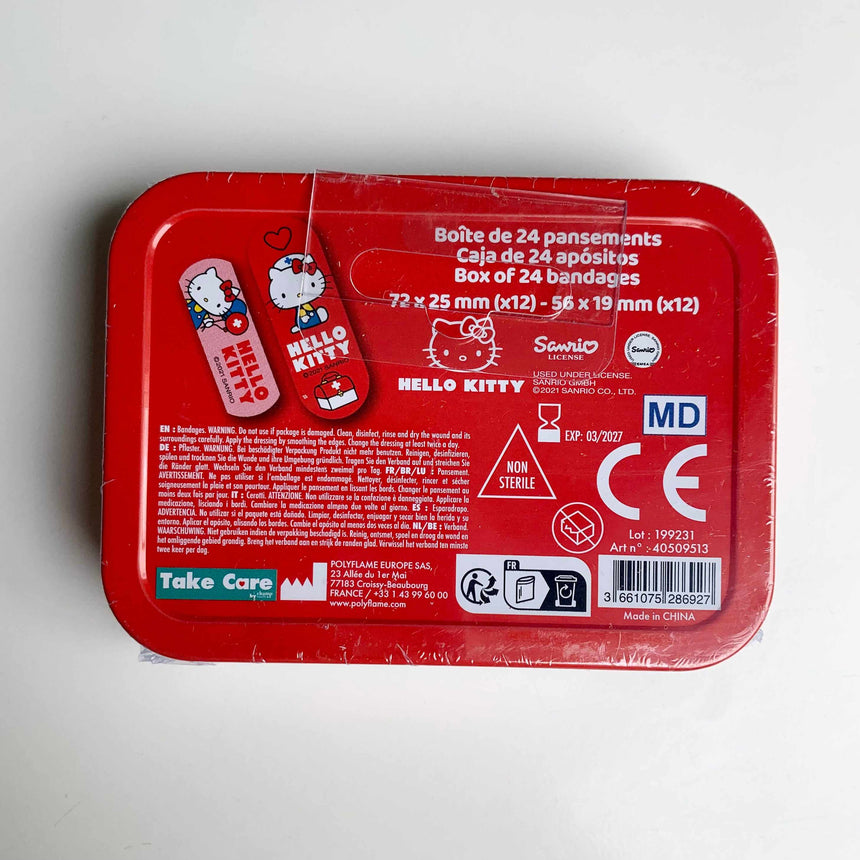 Boîte de 24 pansements
Caja de 24 apósitos
Box of 24 bandages
72 x 25 mm (x12) - 56 x 19 mm (x12)
HELLO
KITTY
©2021 SANRIO
HELLO
KITTY
©2021 SANRIO
HELLO KITTY
Sanrio
LICENSE
Sanrio
USED UNDER LICENSE
SANRIO GMBH
©2021 SANRIO CO., LTD.
EN : Bandages. WARNING. Do not use if package is damaged. Clean, disinfect, rinse and dry the wound and its
surroundings carefully. Apply the dressing by smoothing the edges. Change the dressing at least twice a day.
DE : Pflaster. WARNUNG. Bei beschädigter Verpackung Produkt nicht mehr benutzen. Reinigen, desinfizieren,
spülen und trocknen Sie die Wunde und ihre Umgebung gründlich. Tragen Sie den Verband auf und streichen Sie
die Ränder glatt. Wechseln Sie den Verband mindestens zweimal pro Tag. FR/BR/LU : Pansement.
AVERTISSEMENT. Ne pas utiliser si l'emballage est endommagé. Nettoyer, désinfecter, rincer et sécher
soigneusement la plaie et son pourtour. Appliquer le pansement en lissant les bords. Changer le pansement au
moins deux fois par jour. IT : Cerotti. ATTENZIONE. Non utilizzare se la confezione è danneggiata. Applicare la
medicazione, lisciando i bordi. Cambiare la medicazione almeno due volte al giorno. ES : Esparadrapo.
ADVERTENCIA. No utilizar si el paquete está dañado. Limpiar, desinfectar, enjuagar y secar bien la herida y su
entorno. Aplicar el apósito, alisando los bordes. Cambie el apósito al menos dos veces al día. NL/BE : Verband.
WAARSCHUWING. Niet gebruiken indien de verpakking beschadigd is. Reinig, ontsmet, spoel en droog de wond en
het omliggende gebied grondig. Breng het verband aan en strijk de randen glad. Verwissel het verband ten minste
twee keer per dag.
NON
STERILE
EXP: 03/2027
MD
CE
Lot : 199231
Art n° : 40509513
Take Care
by
POLYFLAME EUROPE SAS,
23 Allée du 1er Mai
77183 Croissy-Beaubourg
FRANCE / +33 1 43 99 60 00
www.polyflame.com
FR
3 661075 286927
Made in CHINA